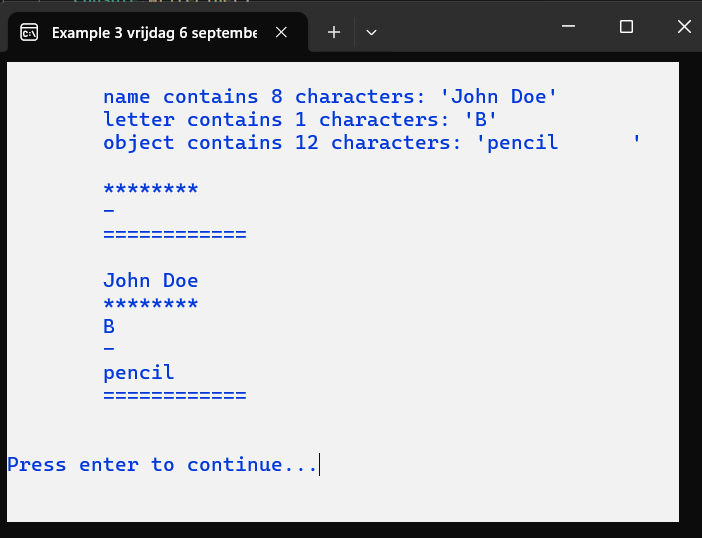 Example 3 vrijdag 6 septembe
name contains 8 characters: 'John Doe'
letter contains 1 characters: 'B'
object contains 12 characters: 'pencil      '
********
-
============
John Doe
********
B
-
pencil
============
Press enter to continue...